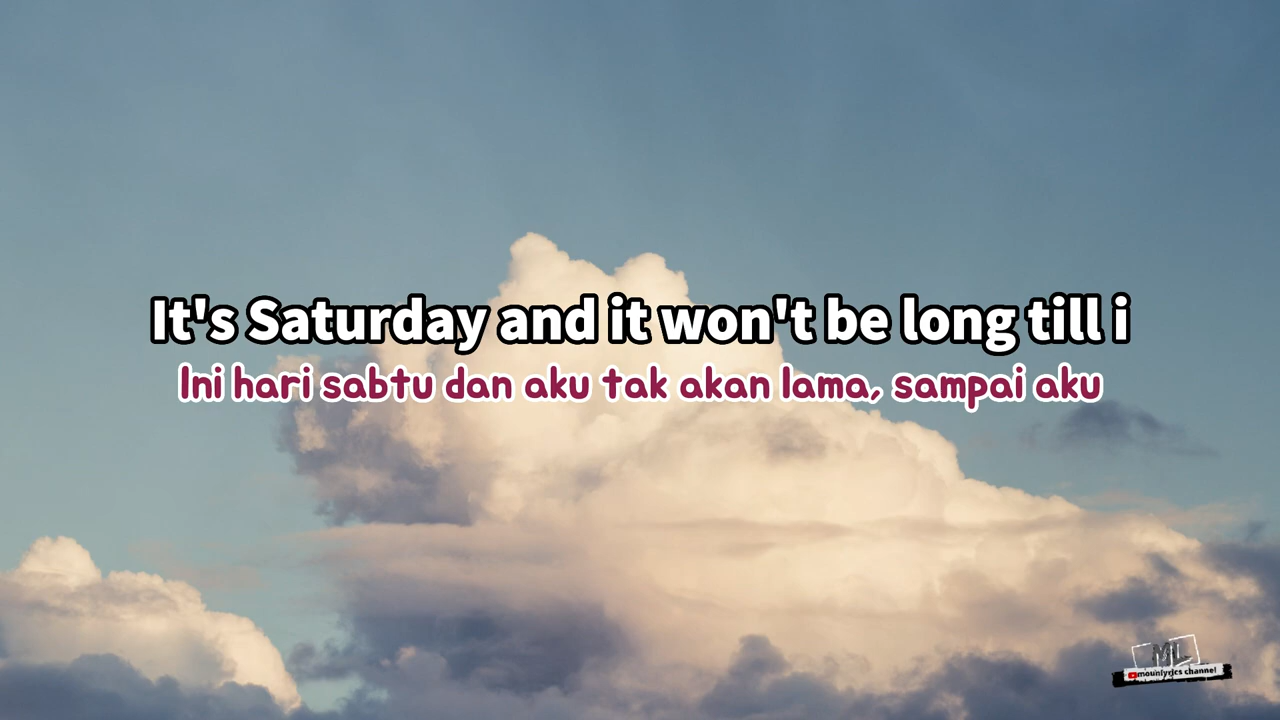 It's Saturday and it won't be long till i
Ini hari sabtu dan aku tak akan lama, sampai aku
ML
mounlyrics channel